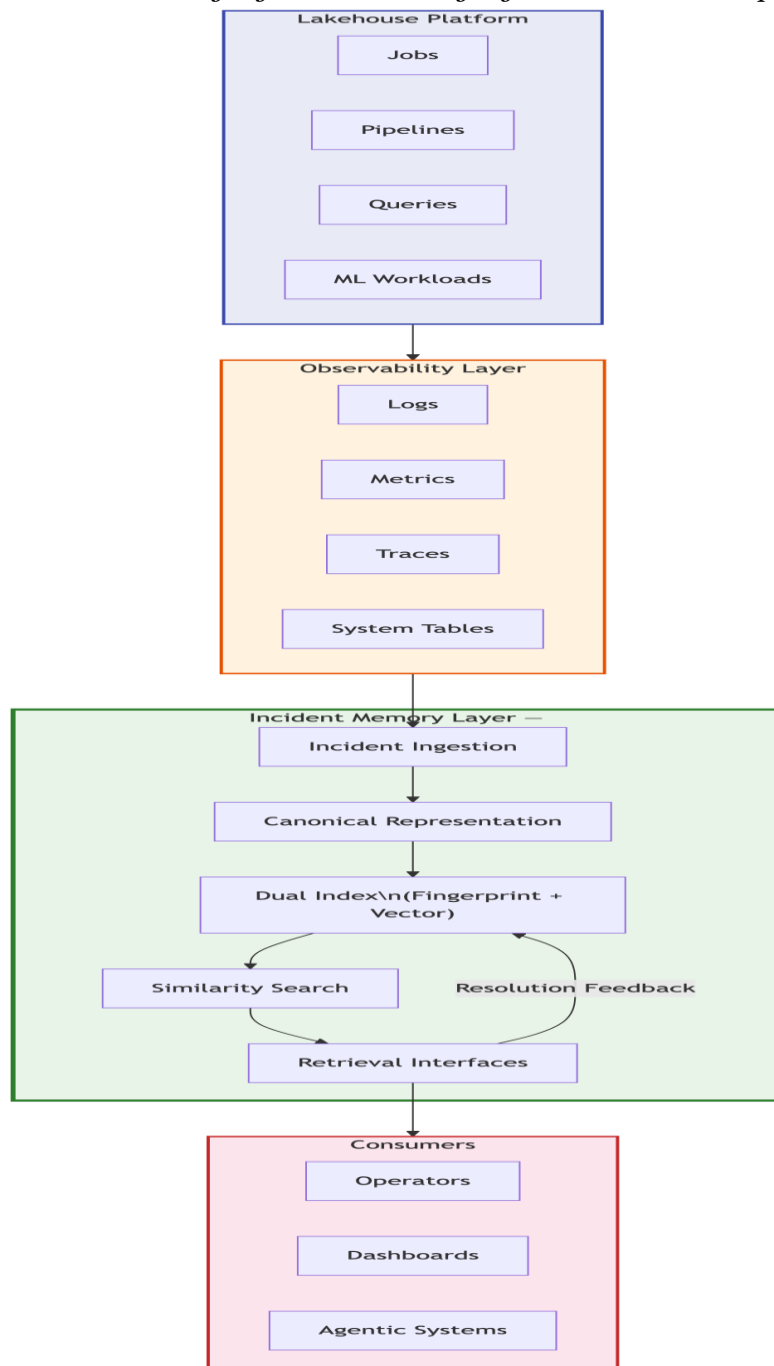 Lakehouse Platform
Jobs
Pipelines
Queries
ML Workloads
Observability Layer
Logs
Metrics
Traces
System Tables
Incident Memory Layer —
Incident Ingestion
Canonical Representation
Dual Index\n(Fingerprint +
Vector)
Similarity Search
Resolution Feedback
Retrieval Interfaces
Consumers
Operators
Dashboards
Agentic Systems